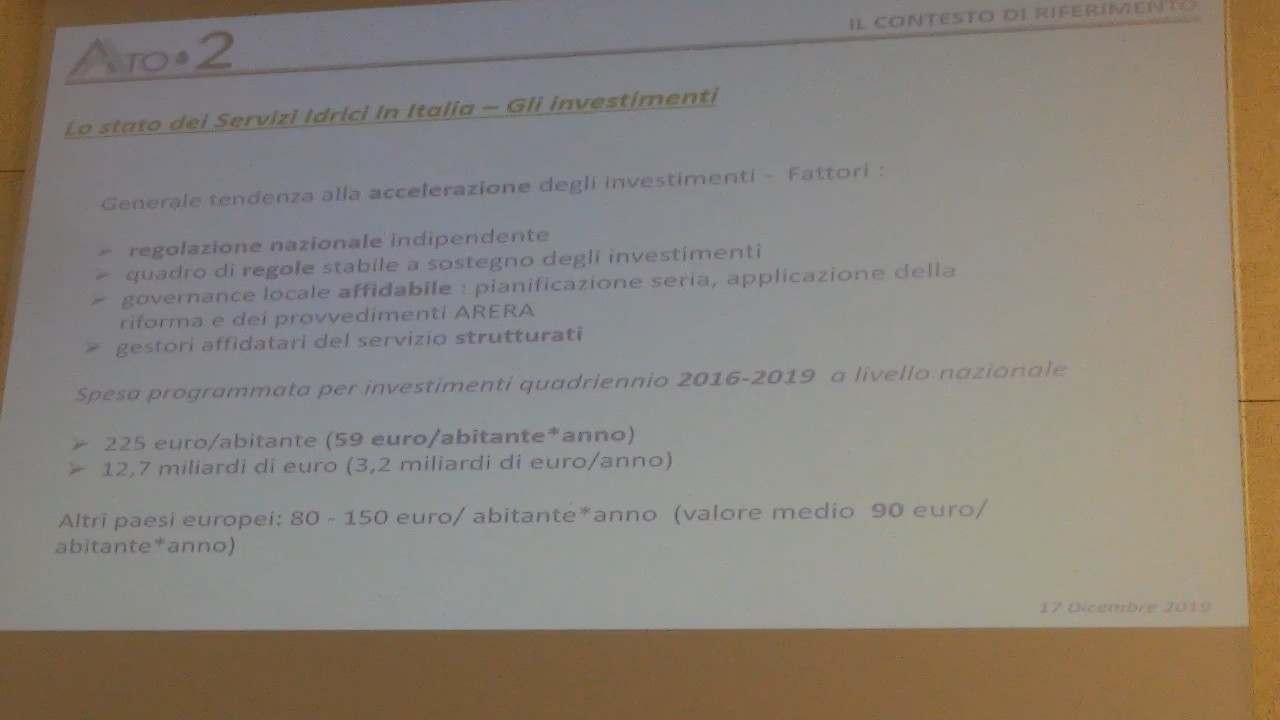 IL CONTESTO DI RIFERIMENTO
ATO•2
Lo stato dei Servizi Idrici in Italia – Gli investimenti
Generale tendenza alla accelerazione degli investimenti - Fattori :
➢ regolazione nazionale indipendente
➢ quadro di regole stabile a sostegno degli investimenti
➢ governance locale affidabile : pianificazione seria, applicazione della
riforma e dei provvedimenti ARERA
➢ gestori affidatari del servizio strutturati
Spesa programmata per investimenti quadriennio 2016-2019 a livello nazionale
➢ 225 euro/abitante (59 euro/abitante*anno)
➢ 12,7 miliardi di euro (3,2 miliardi di euro/anno)
Altri paesi europei: 80 - 150 euro/ abitante*anno (valore medio 90 euro/
abitante*anno)
17 Dicembre 2019